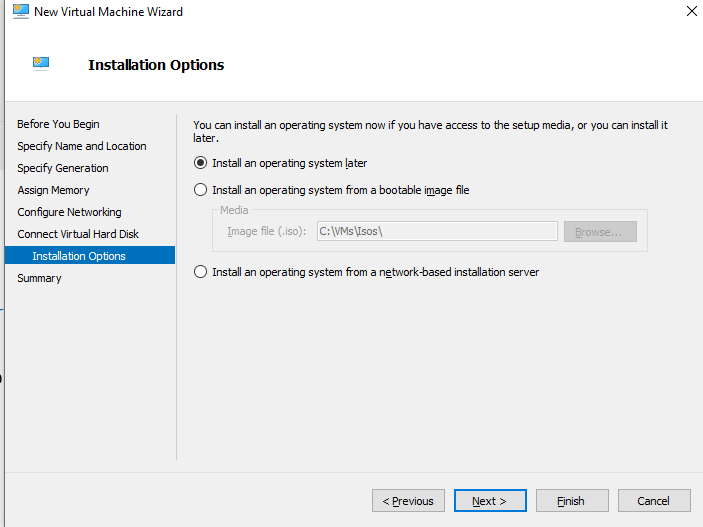 New Virtual Machine Wizard
Installation Options
Before You Begin
Specify Name and Location
Specify Generation
Assign Memory
Configure Networking
Connect Virtual Hard Disk
Installation Options
Summary
You can install an operating system now if you have access to the setup media, or you can install it
later.
Install an operating system later
Install an operating system from a bootable image file
Media
Image file (.iso): C:\VMs\Isos\ Browse...
Install an operating system from a network-based installation server
< Previous Next > Finish Cancel